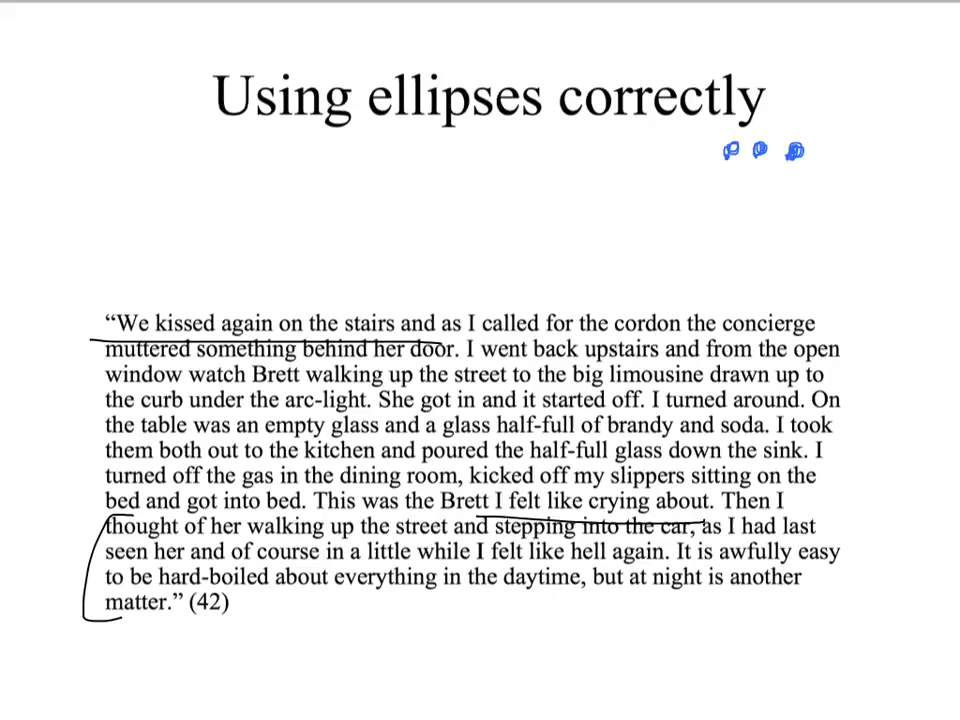 Using ellipses correctly
“We kissed again on the stairs and as I called for the cordon the concierge
muttered something behind her door. I went back upstairs and from the open
window watch Brett walking up the street to the big limousine drawn up to
the curb under the arc-light. She got in and it started off. I turned around. On
the table was an empty glass and a glass half-full of brandy and soda. I took
them both out to the kitchen and poured the half-full glass down the sink. I
turned off the gas in the dining room, kicked off my slippers sitting on the
bed and got into bed. This was the Brett I felt like crying about. Then I
thought of her walking up the street and stepping into the car, as I had last
seen her and of course in a little while I felt like hell again. It is awfully easy
to be hard-boiled about everything in the daytime, but at night is another
matter.” (42)